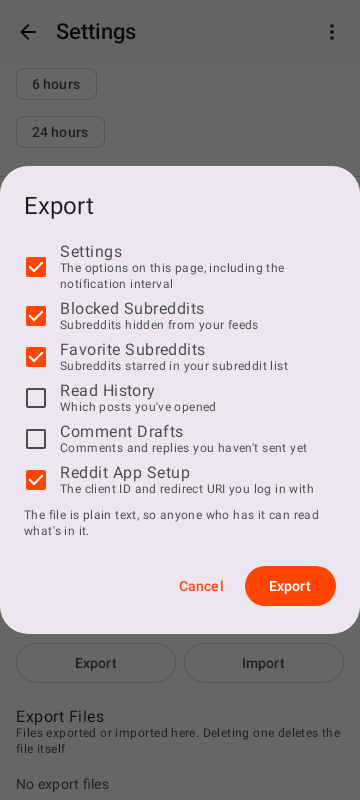 Settings
6 hours
24 hours
Export
Settings
The options on this page, including the
notification interval
Blocked Subreddits
Subreddits hidden from your feeds
Favorite Subreddits
Subreddits starred in your subreddit list
Read History
Which posts you've opened
Comment Drafts
Comments and replies you haven't sent yet
Reddit App Setup
The client ID and redirect URI you log in with
The file is plain text, so anyone who has it can read
what's in it.
Cancel
Export
Export
Import
Export Files
Files exported or imported here. Deleting one deletes the
file itself
No export files